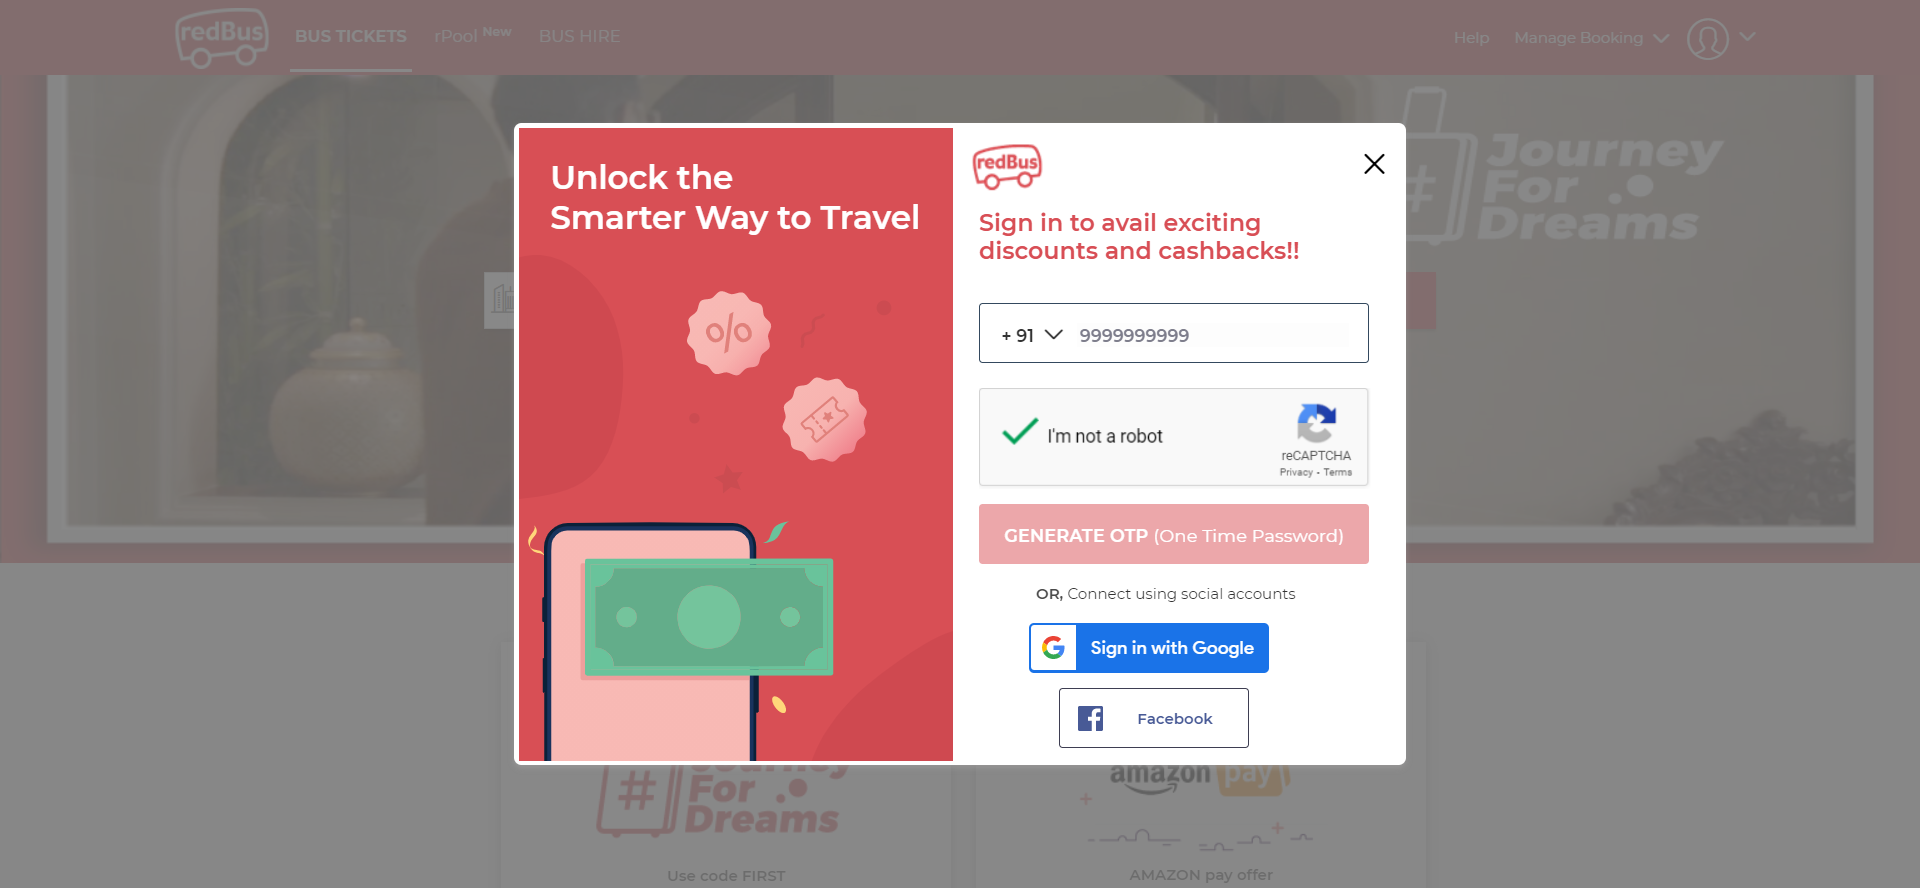 redBus
BUS TICKETS
rPool New
BUS HIRE
Help
Manage Booking
# Journey
For
Dreams
Unlock the
Smarter Way to Travel
%
redBus
Sign in to avail exciting
discounts and cashbacks!!
+ 91
9999999999
I'm not a robot
reCAPTCHA
Privacy - Terms
GENERATE OTP (One Time Password)
OR, Connect using social accounts
G Sign in with Google
f Facebook
# Journey
For
Dreams
Use code FIRST
amazon pay
AMAZON pay offer